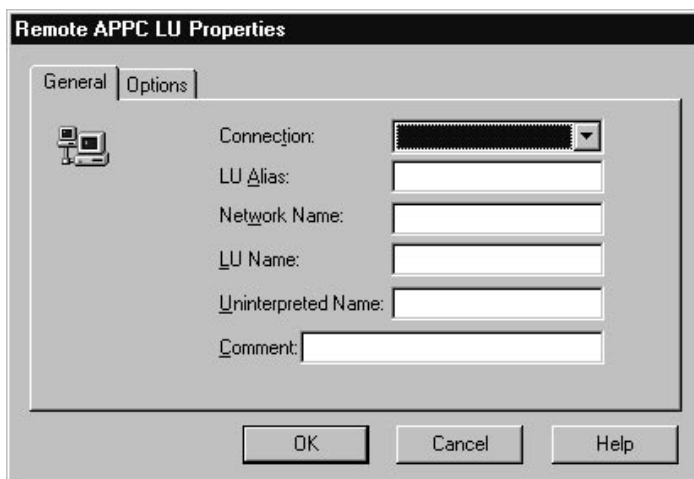 Remote APPC LU Properties
General
Options
Connection:
LU Alias:
Network Name:
LU Name:
Uninterpreted Name:
Comment:
OK
Cancel
Help